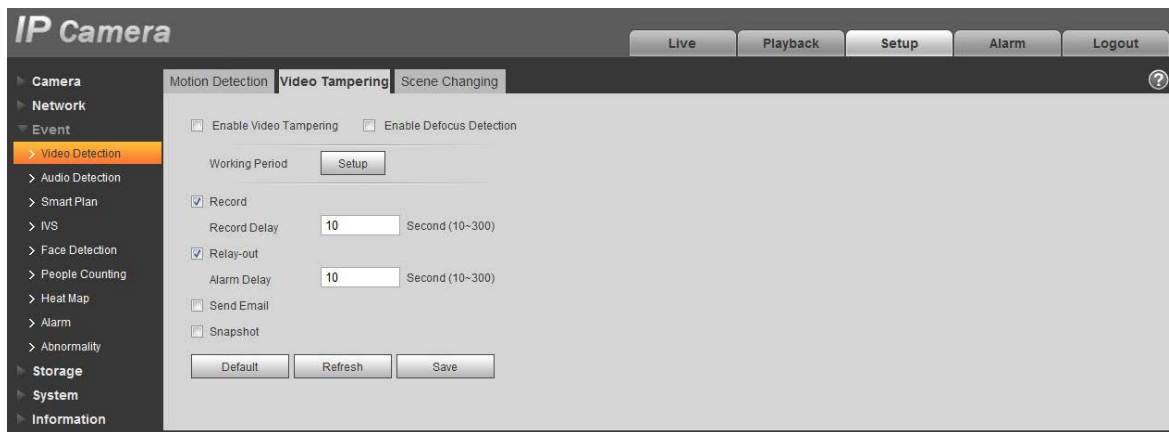 IP Camera
Live Playback Setup Alarm Logout
Camera
Network
Event
Video Detection
Audio Detection
Smart Plan
IVS
Face Detection
People Counting
Heat Map
Alarm
Abnormality
Storage
System
Information
Motion Detection Video Tampering Scene Changing ?
Enable Video Tampering Enable Defocus Detection
Working Period Setup
Record
Record Delay 10 Second (10~300)
Relay-out
Alarm Delay 10 Second (10~300)
Send Email
Snapshot
Default Refresh Save